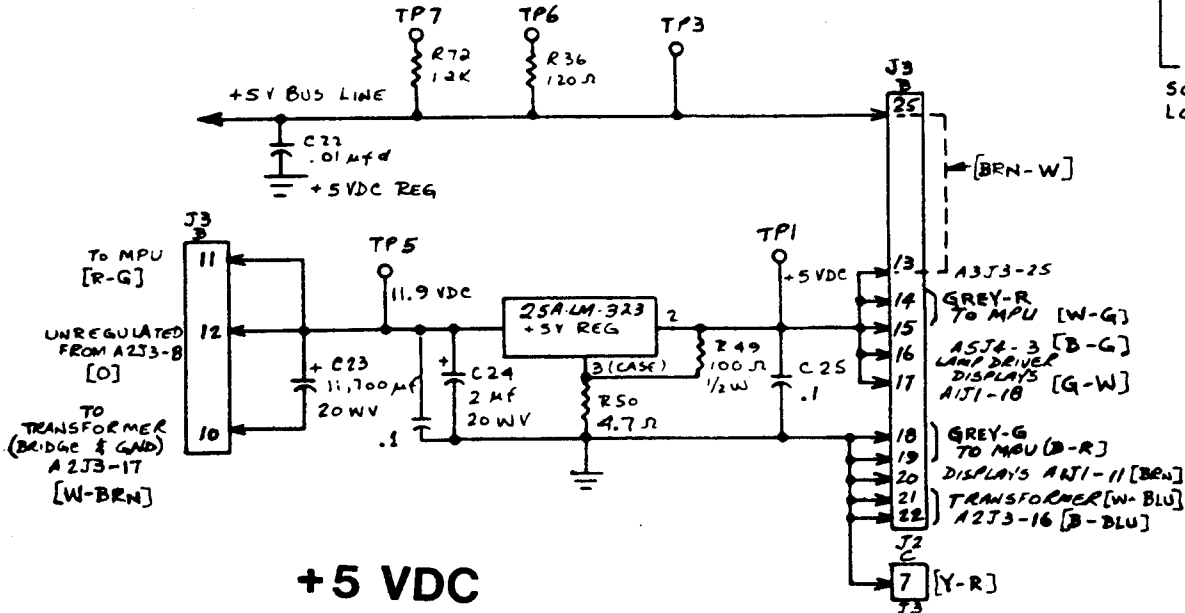 TP7
R72
1.2K
TP6
R36
120 Ω
TP3
J3
B
25
SO
LO
+5V BUS LINE
C22
.01 µfd
+5 VDC REG
[BRN-W]
J3
B
11
12
10
TO MPU
[R-G]
UNREGULATED
FROM A2J3-8
[O]
TO
TRANSFORMER
(BRIDGE & GND)
A2J3-17
[W-BRN]
TP5
11.9 VDC
+ C23
11,700 µf
20 WV
.1
+
C24
2 µf
20 WV
25A-LM-323
+5V REG
2
3 (CASE)
R50
4.7 Ω
R49
100 Ω
1/2 W
TP1
+5 VDC
C25
.1
13
A3J3-25
14
GREY-R
15
TO MPU [W-G]
16
A5J4-3 [B-G]
LAMP DRIVER
17
DISPLAYS
A1J1-18 [G-W]
18
GREY-G
19
TO MPU (B-R]
20
DISPLAYS A1J1-11 [BRN]
21
TRANSFORMER [W-BLU]
22
A2J3-16 [B-BLU]
J2
C
7 [Y-R]
J3
+5 VDC